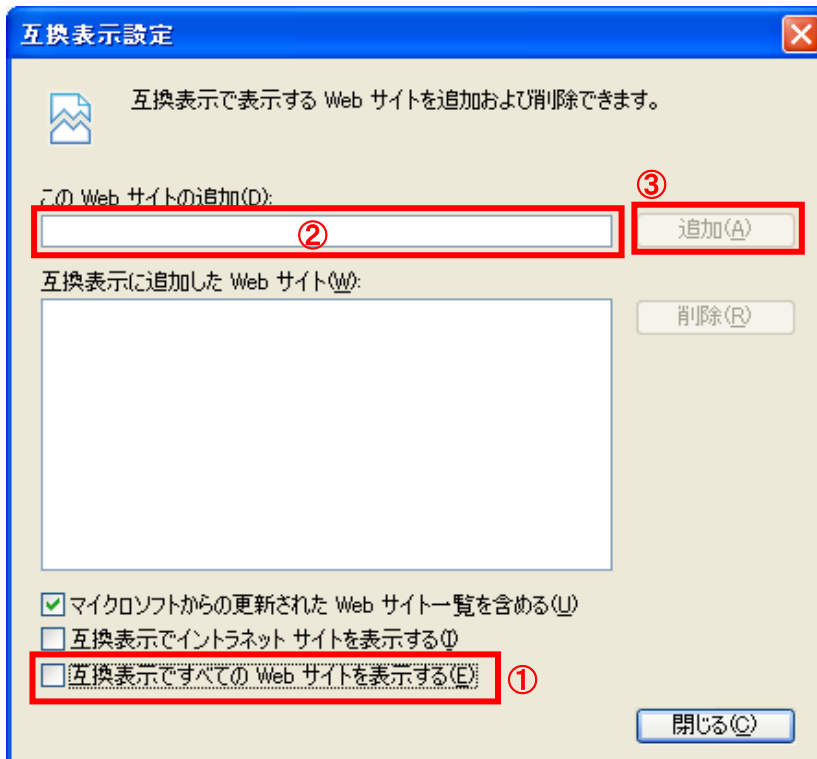 互換表示設定
互換表示で表示する Web サイトを追加および削除できます。
③
この Web サイトの追加(D):
②
追加(A)
互換表示に追加した Web サイト(W):
削除(R)
マイクロソフトからの更新された Web サイト一覧を含める(U)
互換表示でイントラネット サイトを表示する(I)
互換表示ですべての Web サイトを表示する(E)
①
閉じる(C)